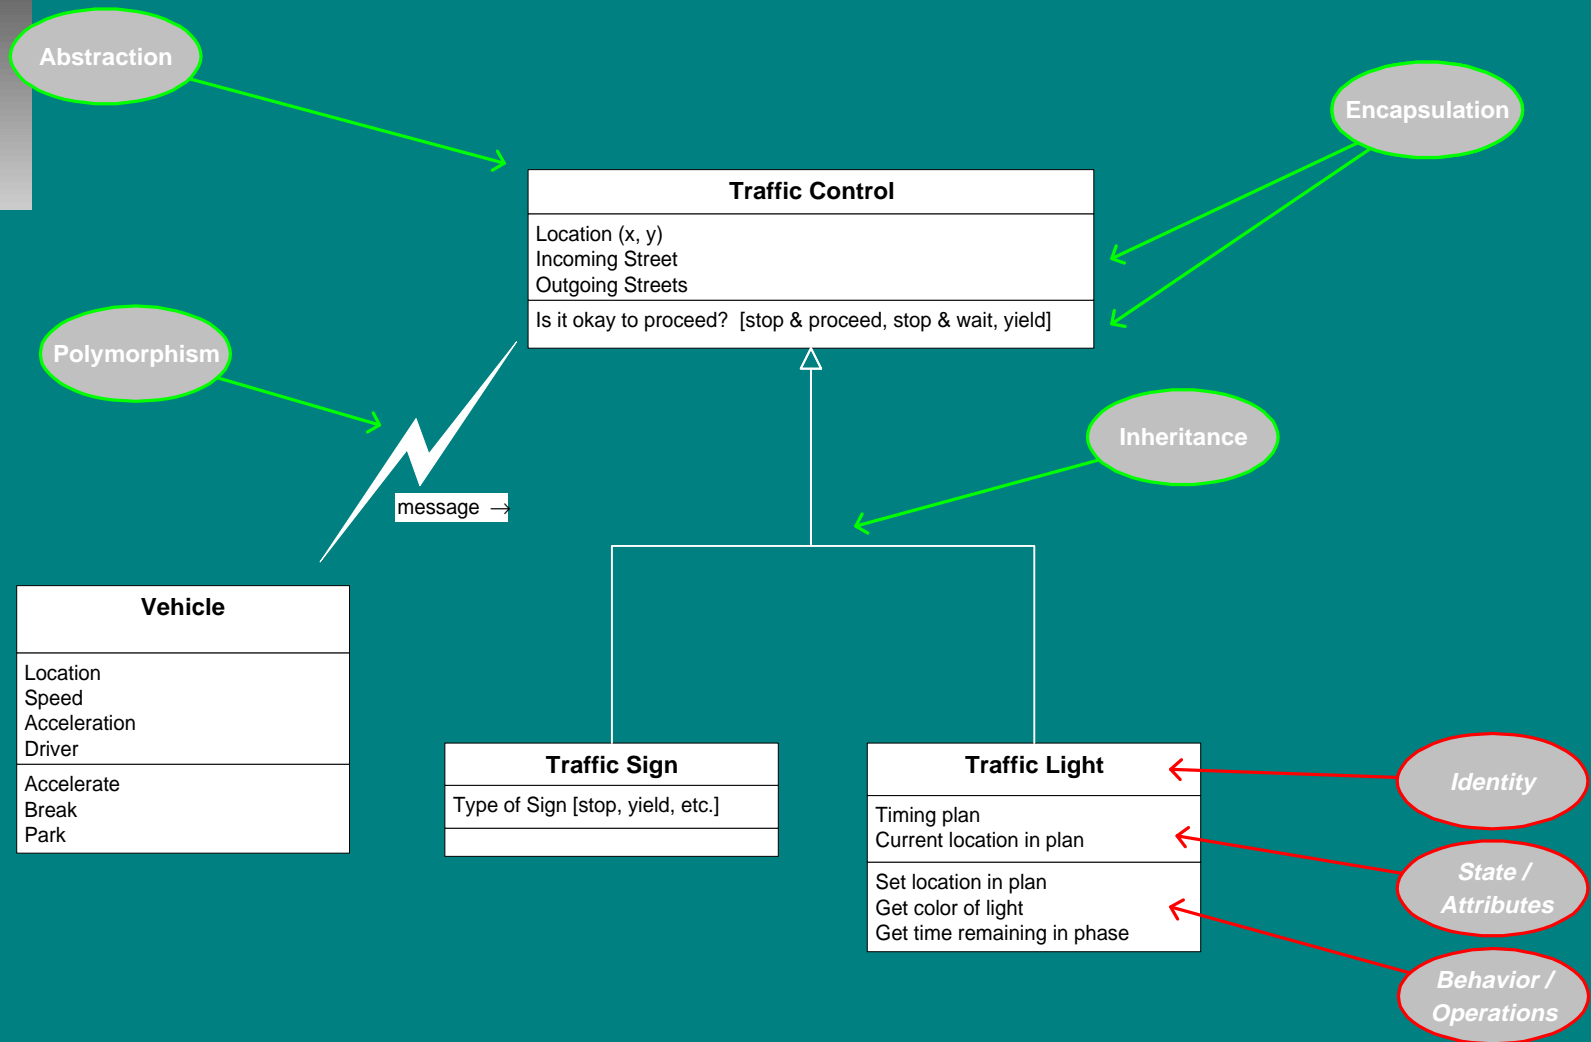 Abstraction
Encapsulation
Traffic Control
Location (x, y)
Incoming Street
Outgoing Streets
Is it okay to proceed?  [stop & proceed, stop & wait, yield]
Polymorphism
Inheritance
message →
Vehicle
Location
Speed
Acceleration
Driver
Accelerate
Break
Park
Traffic Sign
Type of Sign [stop, yield, etc.]
Traffic Light
Timing plan
Current location in plan
Set location in plan
Get color of light
Get time remaining in phase
Identity
State /
Attributes
Behavior /
Operations